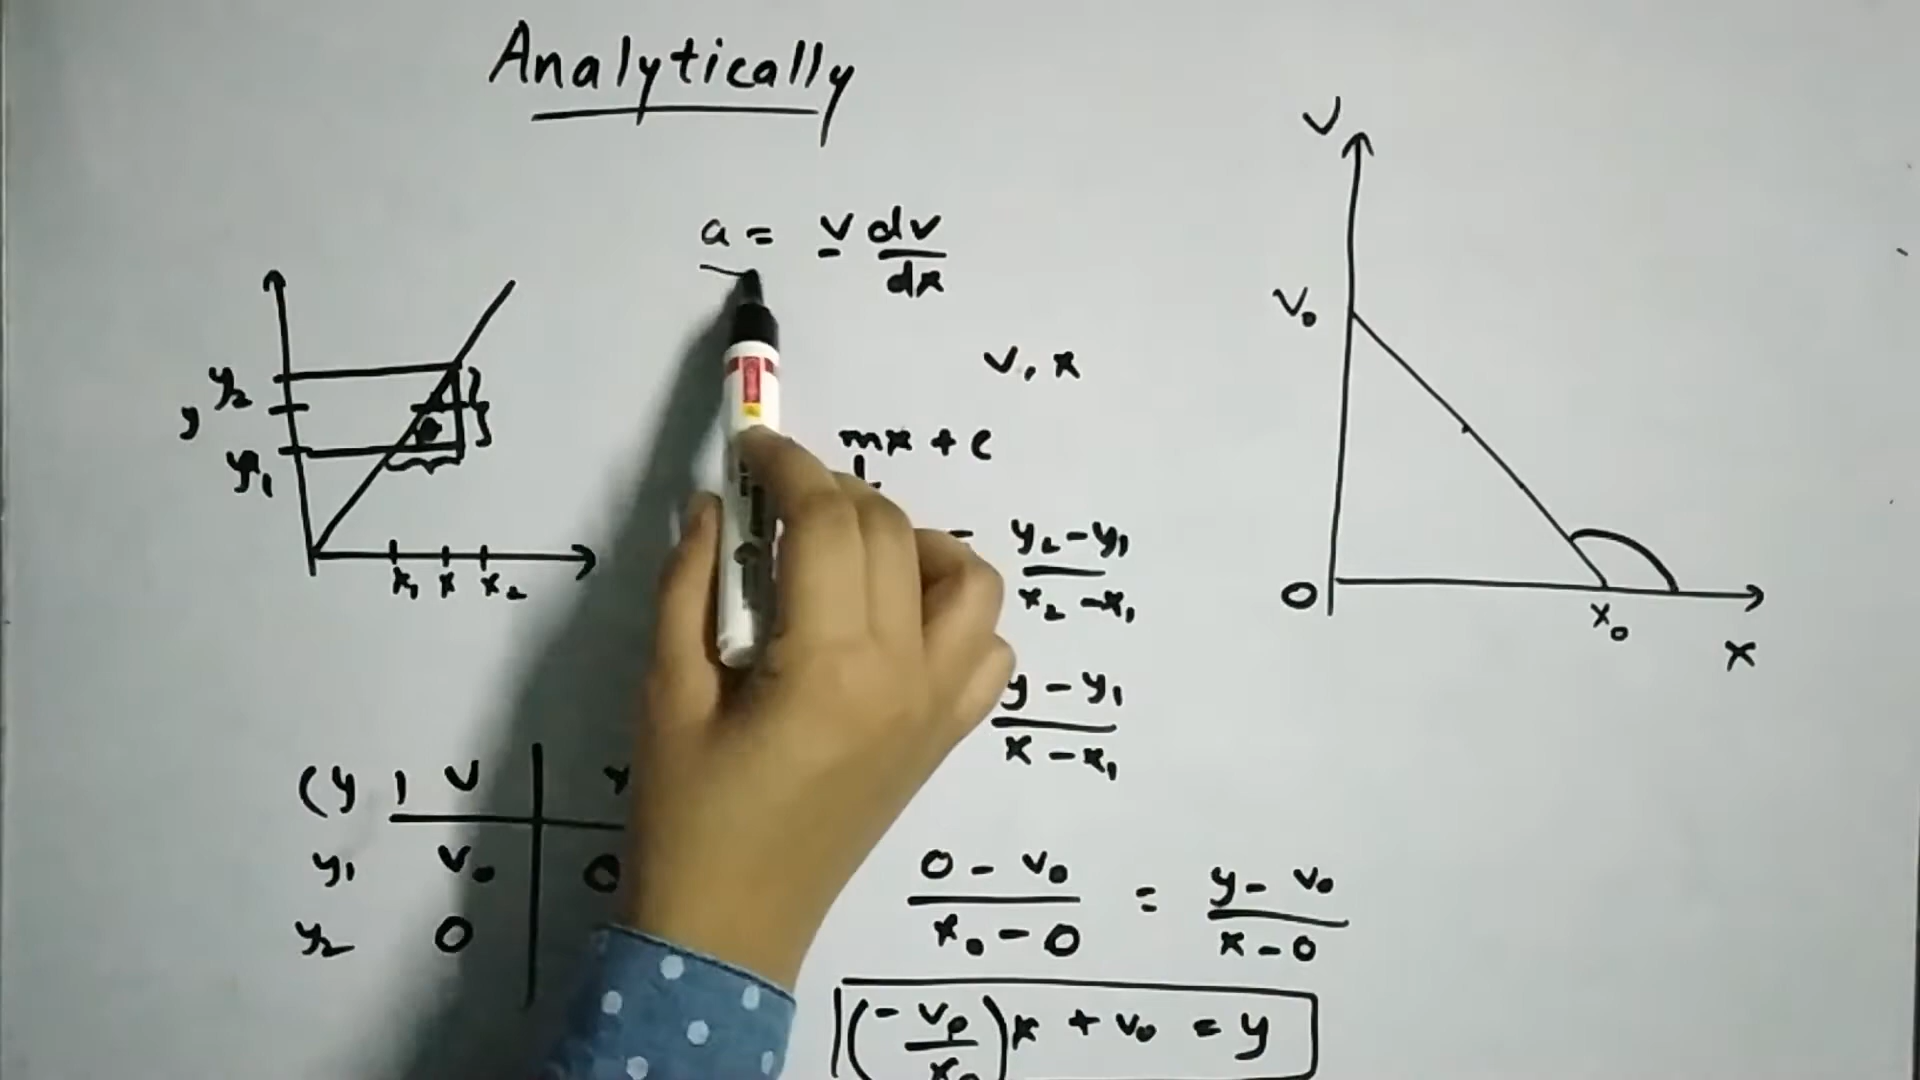 Analytically
a = v dv/dx
v, x
mx + c
= y₂ - y₁ / x₂ - x₁
y - y₁ / x - x₁
y₂
y
y₁
x₁ x x₂
V
V₀
O
x₀
x
(y) v
y₁ v₀ 0
y₂ 0
0 - v₀ / x₀ - 0 = y - v₀ / x - 0
(-v₀/x₀)x + v₀ = y